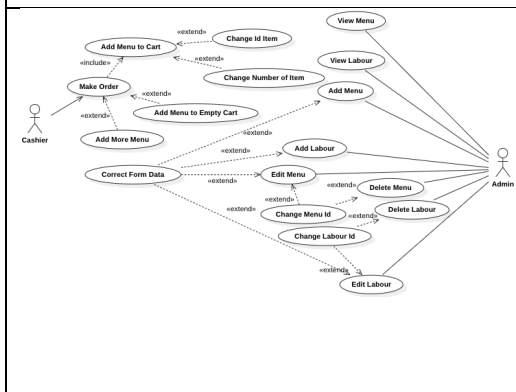 View Menu
«extend»
Change Id Item
Add Menu to Cart
«extend»
«include»
View Labour
Change Number of Item
Make Order
Add Menu
«extend»
Add Menu to Empty Cart
«extend»
Cashier
«extend»
Add More Menu
Add Labour
«extend»
Correct Form Data
Edit Menu
«extend»
«extend»
Delete Menu
Admin
«extend»
«extend»
Change Menu Id
«extend»
Delete Labour
Change Labour Id
«extend»
Edit Labour